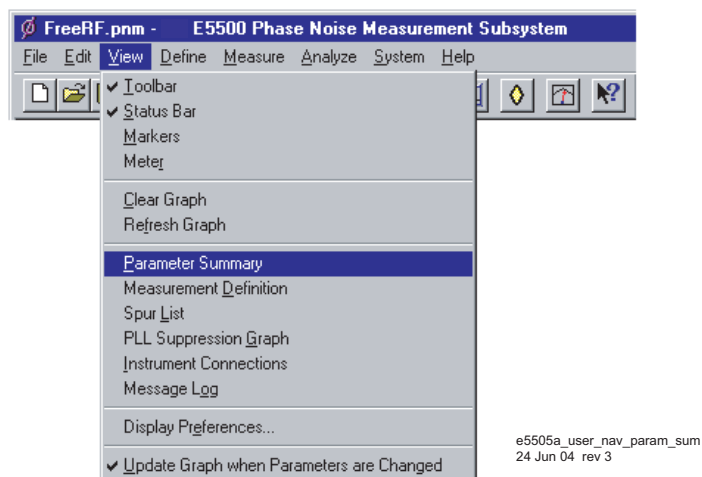 FreeRF.pnm - E5500 Phase Noise Measurement Subsystem
File Edit View Define Measure Analyze System Help
✔ Toolbar
✔ Status Bar
Markers
Meter
Clear Graph
Refresh Graph
Parameter Summary
Measurement Definition
Spur List
PLL Suppression Graph
Instrument Connections
Message Log
Display Preferences...
✔ Update Graph when Parameters are Changed
e5505a_user_nav_param_sum
24 Jun 04 rev 3